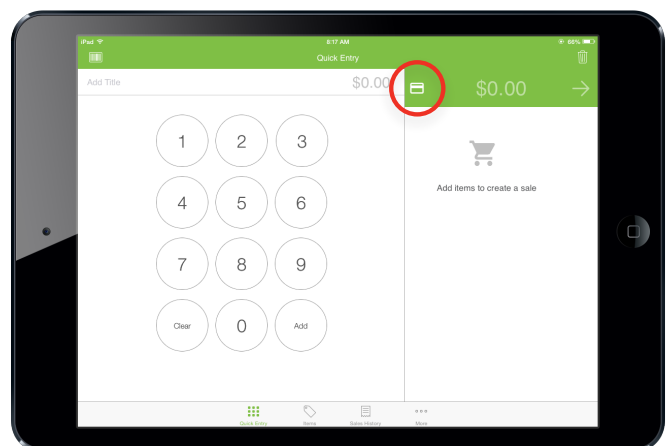 iPad 8:17 AM 66%
Quick Entry
Add Title $0.00
$0.00
1 2 3
4 5 6
7 8 9
Clear 0 Add
Add items to create a sale
Quick Entry Items Sales History More